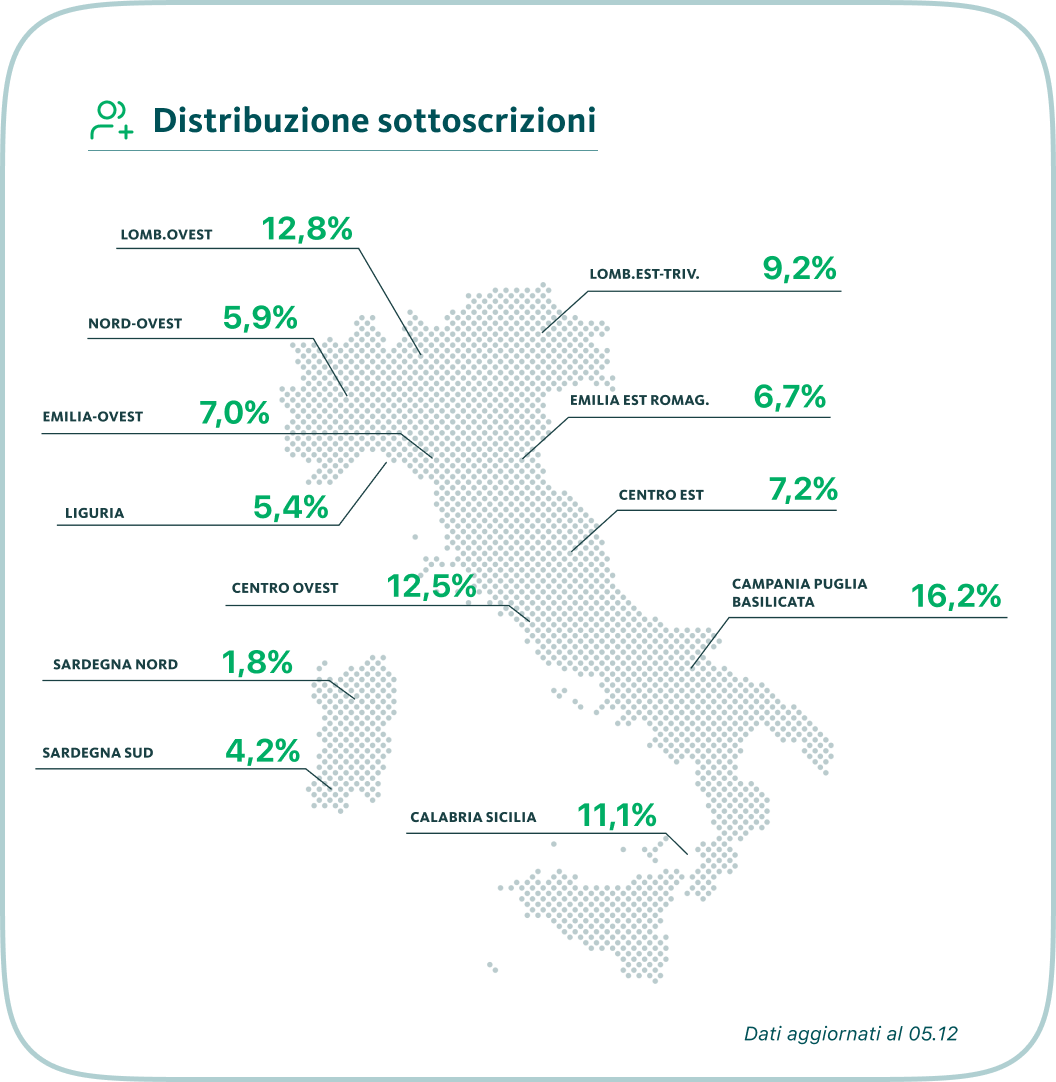 Distribuzione sottoscrizioni
LOMB.OVEST 12,8%
LOMB.EST-TRIV. 9,2%
NORD-OVEST 5,9%
EMILIA-OVEST 7,0%
EMILIA EST ROMAG. 6,7%
LIGURIA 5,4%
CENTRO EST 7,2%
CENTRO OVEST 12,5%
CAMPANIA PUGLIA
BASILICATA 16,2%
SARDEGNA NORD 1,8%
SARDEGNA SUD 4,2%
CALABRIA SICILIA 11,1%
Dati aggiornati al 05.12